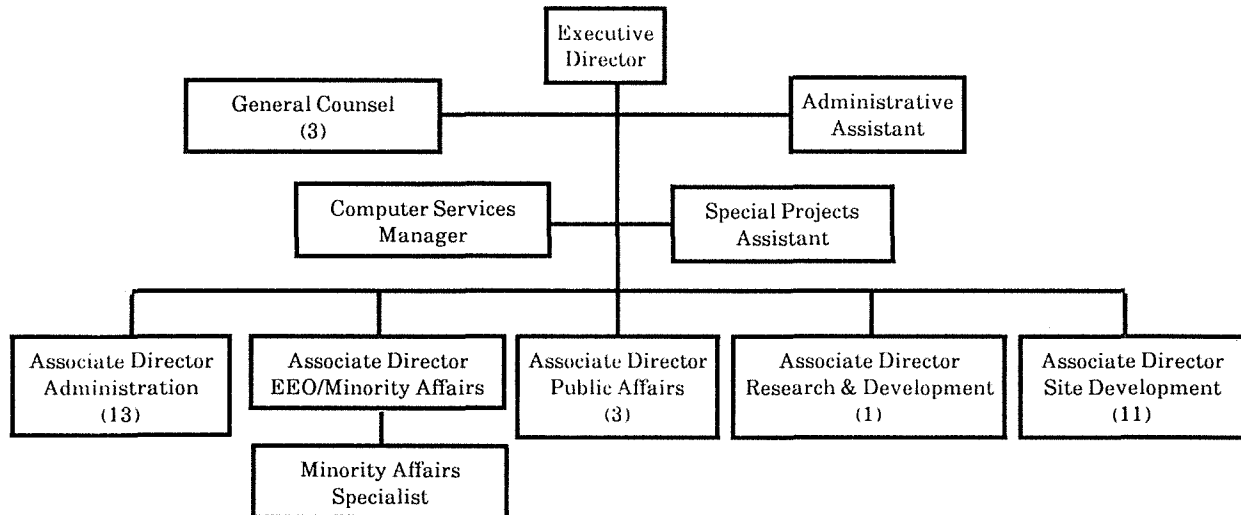 Executive
Director
General Counsel
(3)
Administrative
Assistant
Computer Services
Manager
Special Projects
Assistant
Associate Director
Administration
(13)
Associate Director
EEO/Minority Affairs
Associate Director
Public Affairs
(3)
Associate Director
Research & Development
(1)
Associate Director
Site Development
(11)
Minority Affairs
Specialist